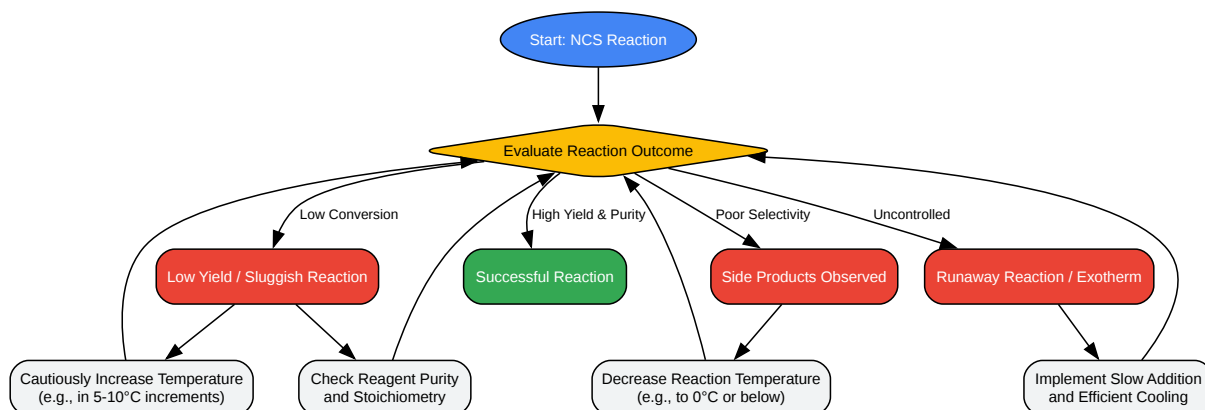 Start: NCS Reaction
Evaluate Reaction Outcome
Low Conversion
High Yield & Purity
Poor Selectivity
Uncontrolled
Low Yield / Sluggish Reaction
Successful Reaction
Side Products Observed
Runaway Reaction / Exotherm
Cautiously Increase Temperature
(e.g., in 5-10°C increments)
Check Reagent Purity
and Stoichiometry
Decrease Reaction Temperature
(e.g., to 0°C or below)
Implement Slow Addition
and Efficient Cooling